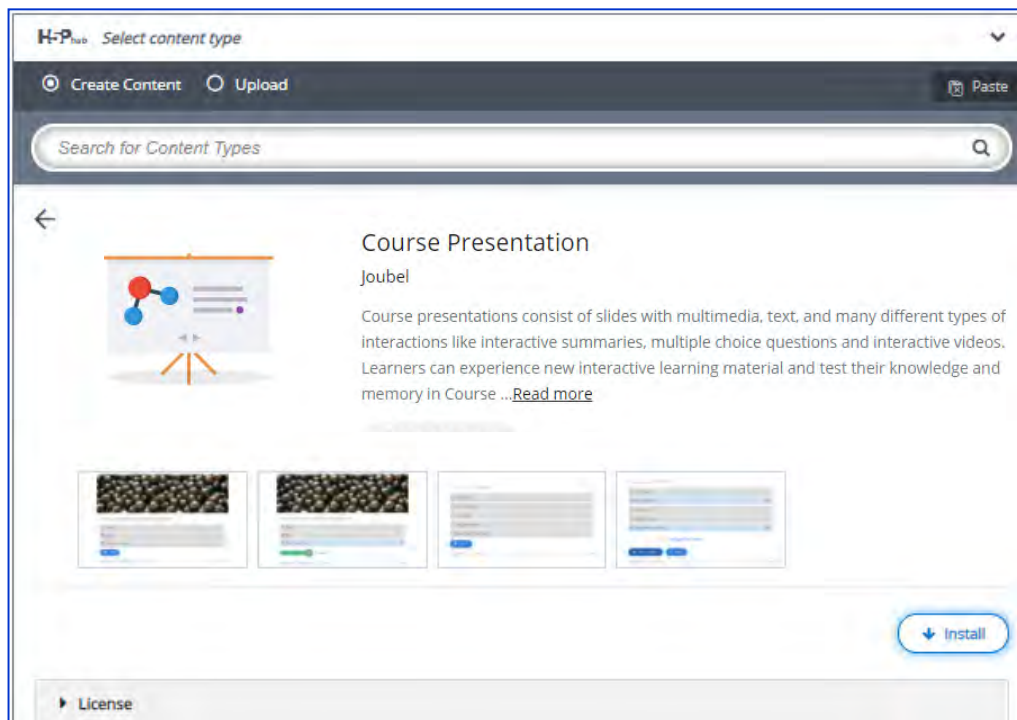 H5P hub Select content type
Create Content Upload
Paste
Search for Content Types
Course Presentation
Joubel
Course presentations consist of slides with multimedia, text, and many different types of
interactions like interactive summaries, multiple choice questions and interactive videos.
Learners can experience new interactive learning material and test their knowledge and
memory in Course ...Read more
Install
License